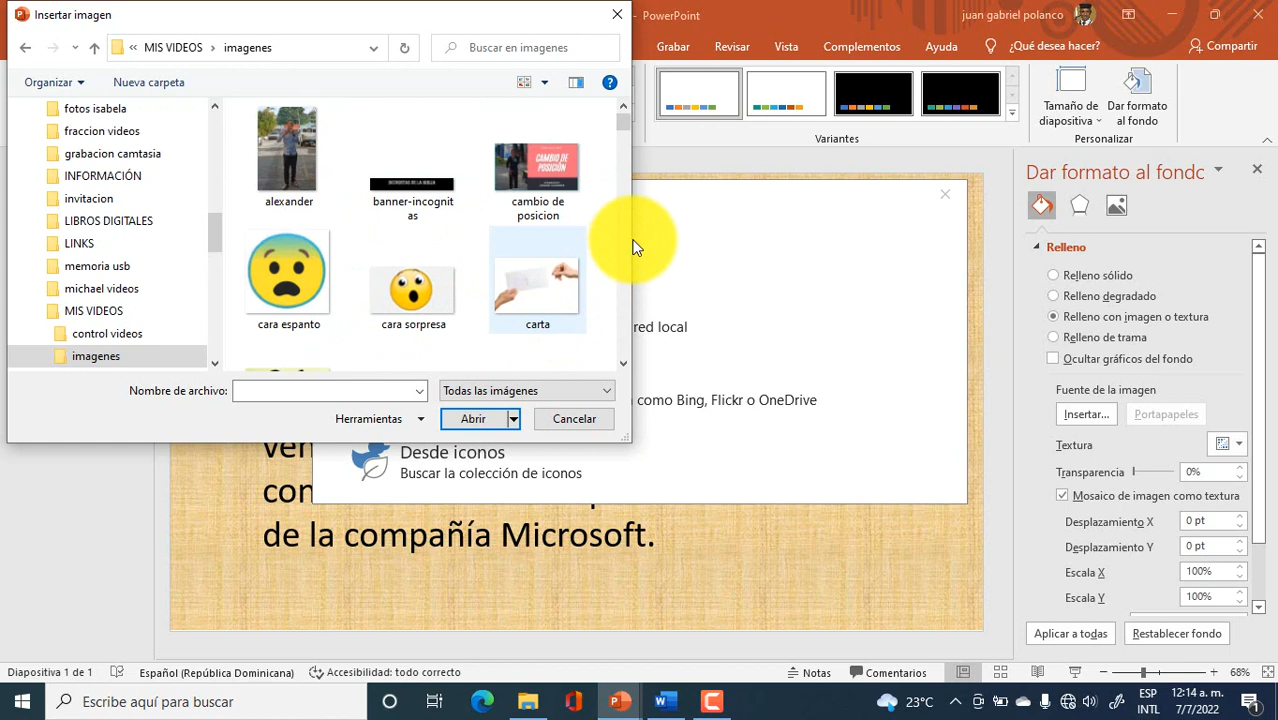 Insertar imagen
- PowerPoint
juan gabriel polanco
« MIS VIDEOS › imagenes
Buscar en imagenes
Grabar
Revisar
Vista
Complementos
Ayuda
¿Qué desea hacer?
Compartir
Organizar
Nueva carpeta
fotos isabela
fraccion videos
grabacion camtasia
INFORMACIÓN
invitacion
LIBROS DIGITALES
LINKS
memoria usb
michael videos
MIS VIDEOS
control videos
imagenes
CAMBIO DE
POSICIÓN
alexander
banner-incognit
as
cambio de
posicion
cara espanto
cara sorpresa
carta
Nombre de archivo:
Todas las imágenes
Herramientas
Abrir
Cancelar
Tamaño de
diapositiva
Dar formato
al fondo
Variantes
Personalizar
red local
como Bing, Flickr o OneDrive
Desde iconos
Buscar la colección de iconos
ven
con
de la compañía Microsoft.
Dar formato al fondo
Relleno
Relleno sólido
Relleno degradado
Relleno con imagen o textura
Relleno de trama
Ocultar gráficos del fondo
Fuente de la imagen
Insertar...
Portapapeles
Textura
Transparencia
0%
Mosaico de imagen como textura
Desplazamiento X
0 pt
Desplazamiento Y
0 pt
Escala X
100%
Escala Y
100%
Aplicar a todas
Restablecer fondo
Diapositiva 1 de 1
Español (República Dominicana)
Accesibilidad: todo correcto
Notas
Comentarios
68%
Escribe aquí para buscar
23°C
ESP
INTL
12:14 a. m.
7/7/2022
1